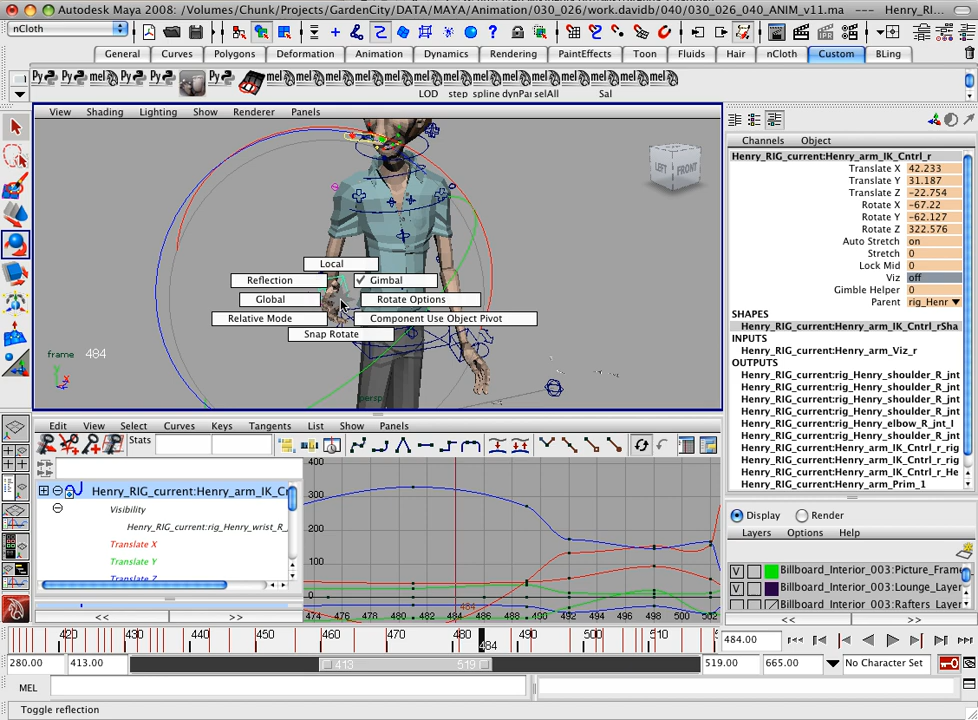 Autodesk Maya 2008: /Volumes/Chunk/Projects/GardenCity/DATA/MAYA/Animation/030_026/work.davidb/040/030_026_040_ANIM_v11.ma --- Henry_RI...
nCloth
General Curves Polygons Deformation Animation Dynamics Rendering PaintEffects Toon Fluids Hair nCloth Custom BLing
LOD step spline dynPar selAll Sal
View Shading Lighting Show Renderer Panels
Channels Object
Henry_RIG_current:Henry_arm_IK_Cntrl_r
Translate X 42.233
Translate Y 31.187
Translate Z -22.754
Rotate X -67.22
Rotate Y -62.127
Rotate Z 322.576
Auto Stretch on
Stretch 0
Lock Mid 0
Viz off
Gimble Helper 0
Parent rig_Henr
SHAPES
Henry_RIG_current:Henry_arm_IK_Cntrl_rSha
INPUTS
Henry_RIG_current:Henry_arm_Viz_r
OUTPUTS
Henry_RIG_current:rig_Henry_shoulder_R_jnt
Henry_RIG_current:rig_Henry_shoulder_R_jnt
Henry_RIG_current:rig_Henry_shoulder_R_jnt
Henry_RIG_current:rig_Henry_shoulder_R_jnt
Henry_RIG_current:rig_Henry_elbow_R_jnt_I
Henry_RIG_current:rig_Henry_shoulder_R_jnt
Henry_RIG_current:Henry_arm_IK_Cntrl_r_rig
Henry_RIG_current:Henry_arm_IK_Cntrl_r_rig
Henry_RIG_current:Henry_arm_IK_Cntrl_r_He
Henry_RIG_current:Henry_arm_Prim_1
LEFT FRONT
Local
Reflection Gimbal
Global Rotate Options
Relative Mode Component Use Object Pivot
Snap Rotate
frame 484
persp
Edit View Select Curves Keys Tangents List Show Panels
Stats
Henry_RIG_current:Henry_arm_IK_C
Visibility
Henry_RIG_current:rig_Henry_wrist_R_
Translate X
Translate Y
Translate Z
<< >>
400
300
200
100
0
484
474 476 478 480 482 484 486 488 490 492 494 496 498 500 502
Display Render
Layers Options Help
V Billboard_Interior_003:Picture_Frame
V Billboard_Interior_003:Lounge_Layer
V Billboard_Interior_003:Rafters_Layer
<< >>
420 430 440 450 460 470 480 490 500 510
484
484.00
280.00 413.00 413 519 519.00 665.00 No Character Set
MEL
Toggle reflection